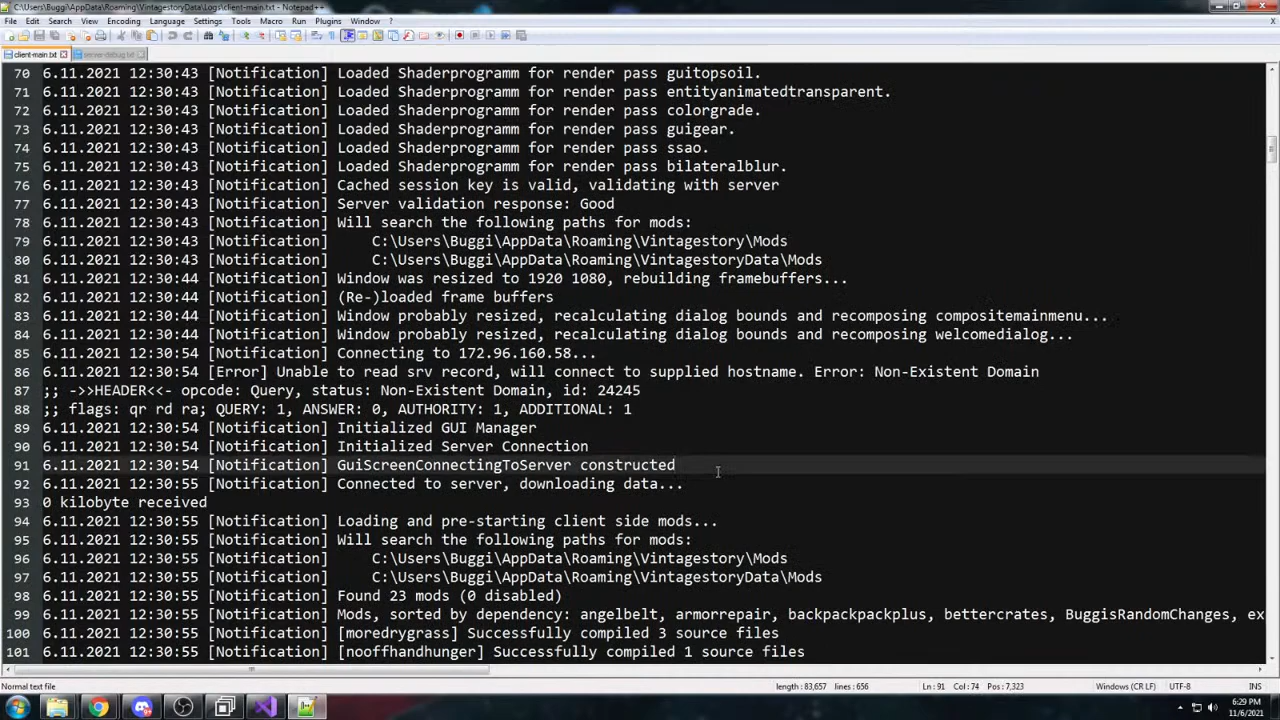 C:\Users\Buggi\AppData\Roaming\VintagestoryData\Logs\client-main.txt - Notepad++
File Edit Search View Encoding Language Settings Tools Macro Run Plugins Window ? X
client-main.txt server-debug.txt
70 6.11.2021 12:30:43 [Notification] Loaded Shaderprogramm for render pass guitopsoil.
71 6.11.2021 12:30:43 [Notification] Loaded Shaderprogramm for render pass entityanimatedtransparent.
72 6.11.2021 12:30:43 [Notification] Loaded Shaderprogramm for render pass colorgrade.
73 6.11.2021 12:30:43 [Notification] Loaded Shaderprogramm for render pass guigear.
74 6.11.2021 12:30:43 [Notification] Loaded Shaderprogramm for render pass ssao.
75 6.11.2021 12:30:43 [Notification] Loaded Shaderprogramm for render pass bilateralblur.
76 6.11.2021 12:30:43 [Notification] Cached session key is valid, validating with server
77 6.11.2021 12:30:43 [Notification] Server validation response: Good
78 6.11.2021 12:30:43 [Notification] Will search the following paths for mods:
79 6.11.2021 12:30:43 [Notification]     C:\Users\Buggi\AppData\Roaming\Vintagestory\Mods
80 6.11.2021 12:30:43 [Notification]     C:\Users\Buggi\AppData\Roaming\VintagestoryData\Mods
81 6.11.2021 12:30:44 [Notification] Window was resized to 1920 1080, rebuilding framebuffers...
82 6.11.2021 12:30:44 [Notification] (Re-)loaded frame buffers
83 6.11.2021 12:30:44 [Notification] Window probably resized, recalculating dialog bounds and recomposing compositemainmenu...
84 6.11.2021 12:30:44 [Notification] Window probably resized, recalculating dialog bounds and recomposing welcomedialog...
85 6.11.2021 12:30:54 [Notification] Connecting to 172.96.160.58...
86 6.11.2021 12:30:54 [Error] Unable to read srv record, will connect to supplied hostname. Error: Non-Existent Domain
87 ;; ->>HEADER<<- opcode: Query, status: Non-Existent Domain, id: 24245
88 ;; flags: qr rd ra; QUERY: 1, ANSWER: 0, AUTHORITY: 1, ADDITIONAL: 1
89 6.11.2021 12:30:54 [Notification] Initialized GUI Manager
90 6.11.2021 12:30:54 [Notification] Initialized Server Connection
91 6.11.2021 12:30:54 [Notification] GuiScreenConnectingToServer constructed
92 6.11.2021 12:30:55 [Notification] Connected to server, downloading data...
93 0 kilobyte received
94 6.11.2021 12:30:55 [Notification] Loading and pre-starting client side mods...
95 6.11.2021 12:30:55 [Notification] Will search the following paths for mods:
96 6.11.2021 12:30:55 [Notification]     C:\Users\Buggi\AppData\Roaming\Vintagestory\Mods
97 6.11.2021 12:30:55 [Notification]     C:\Users\Buggi\AppData\Roaming\VintagestoryData\Mods
98 6.11.2021 12:30:55 [Notification] Found 23 mods (0 disabled)
99 6.11.2021 12:30:55 [Notification] Mods, sorted by dependency: angelbelt, armorrepair, backpackpackplus, bettercrates, BuggisRandomChanges, ex
100 6.11.2021 12:30:55 [Notification] [moredrygrass] Successfully compiled 3 source files
101 6.11.2021 12:30:55 [Notification] [nooffhandhunger] Successfully compiled 1 source files
Normal text file length : 83,657 lines : 656 Ln : 91 Col : 74 Pos : 7,323 Windows (CR LF) UTF-8 INS
6:29 PM
11/6/2021